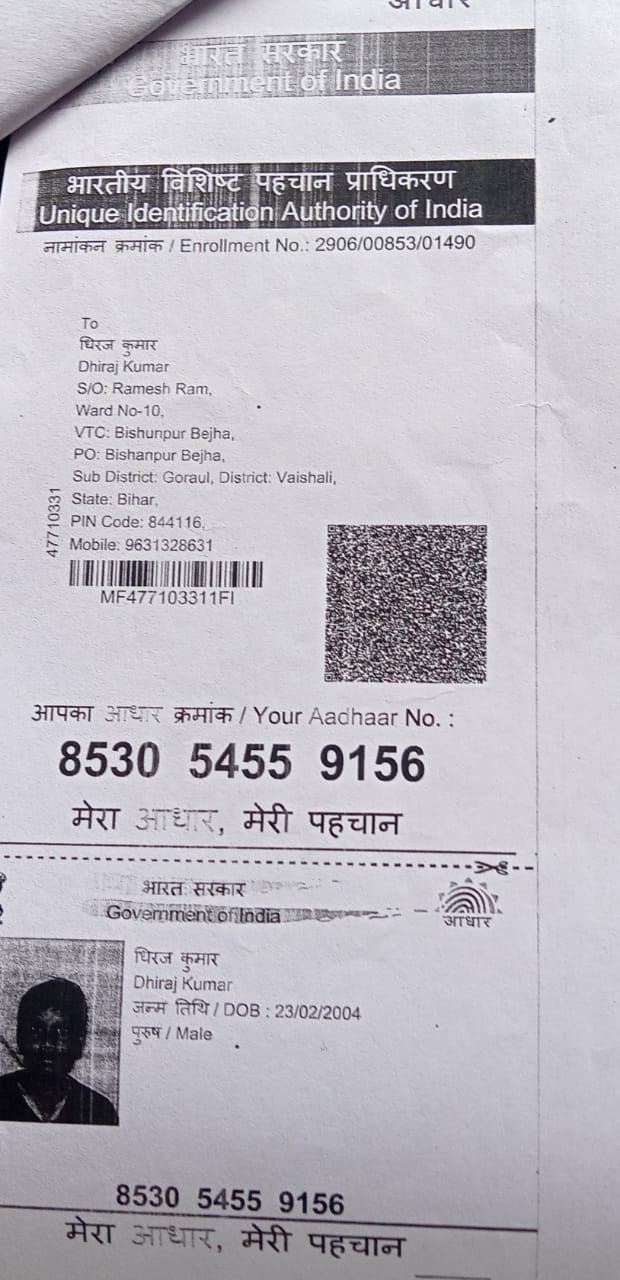 भारत सरकार
Government of India
भारतीय विशिष्ट पहचान प्राधिकरण
Unique Identification Authority of India
नामांकन क्रमांक / Enrollment No.: 2906/00853/01490
To
धिरज कुमार
Dhiraj Kumar
S/O: Ramesh Ram,
Ward No-10,
VTC: Bishunpur Bejha,
PO: Bishanpur Bejha,
Sub District: Goraul, District: Vaishali,
State: Bihar,
PIN Code: 844116,
Mobile: 9631328631
47710331
MF477103311FI
आपका आधार क्रमांक / Your Aadhaar No. :
8530 5455 9156
मेरा आधार, मेरी पहचान
भारत सरकार
Government of India
आधार
धिरज कुमार
Dhiraj Kumar
जन्म तिथि / DOB : 23/02/2004
पुरुष / Male
8530 5455 9156
मेरा आधार, मेरी पहचान